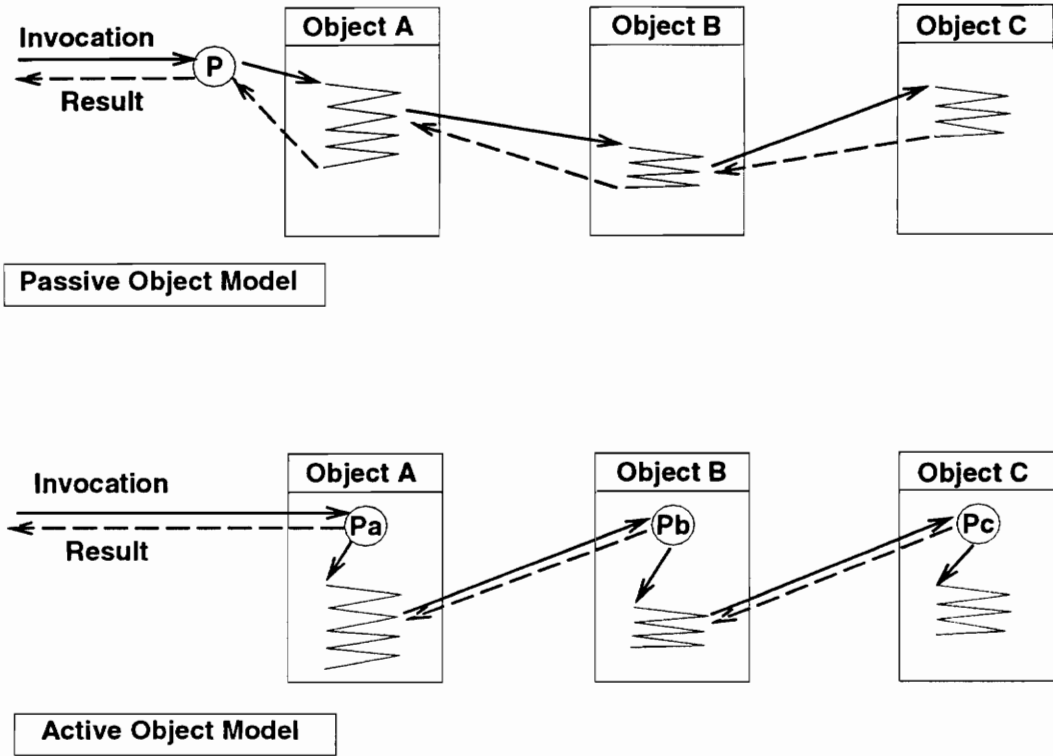 Object A
Object B
Object C
Invocation
P
Result
Passive Object Model
Object A
Object B
Object C
Invocation
Pa
Pb
Pc
Result
Active Object Model